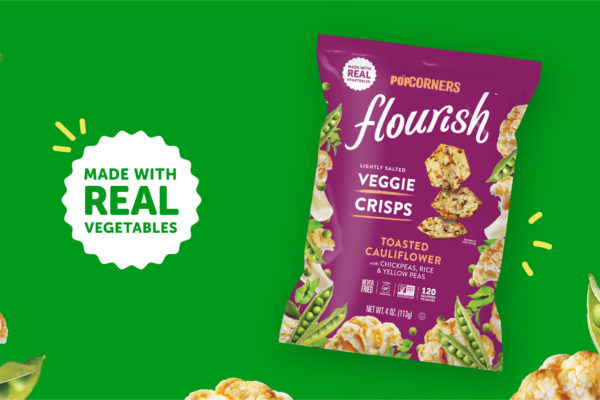 MADE WITH
REAL
VEGETABLES
MADE WITH
REAL
VEGETABLES
POPCORNERS
flourish
LIGHTLY SALTED
VEGGIE
CRISPS
TOASTED
CAULIFLOWER
with CHICKPEAS, RICE
& YELLOW PEAS
NEVER
FRIED
120
NET WT. 4 OZ. (113g)